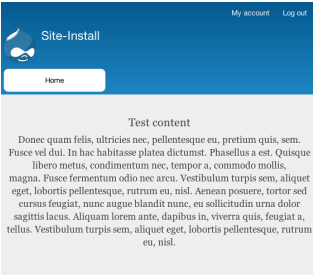 My account Log out
Site-Install
Home
Test content
Donec quam felis, ultricies nec, pellentesque eu, pretium quis, sem.
Fusce vel dui. In hac habitasse platea dictumst. Phasellus a est. Quisque
libero metus, condimentum nec, tempor a, commodo mollis,
magna. Fusce fermentum odio nec arcu. Vestibulum turpis sem, aliquet
eget, lobortis pellentesque, rutrum eu, nisl. Aenean posuere, tortor sed
cursus feugiat, nunc augue blandit nunc, eu sollicitudin urna dolor
sagittis lacus. Aliquam lorem ante, dapibus in, viverra quis, feugiat a,
tellus. Vestibulum turpis sem, aliquet eget, lobortis pellentesque, rutrum
eu, nisl.